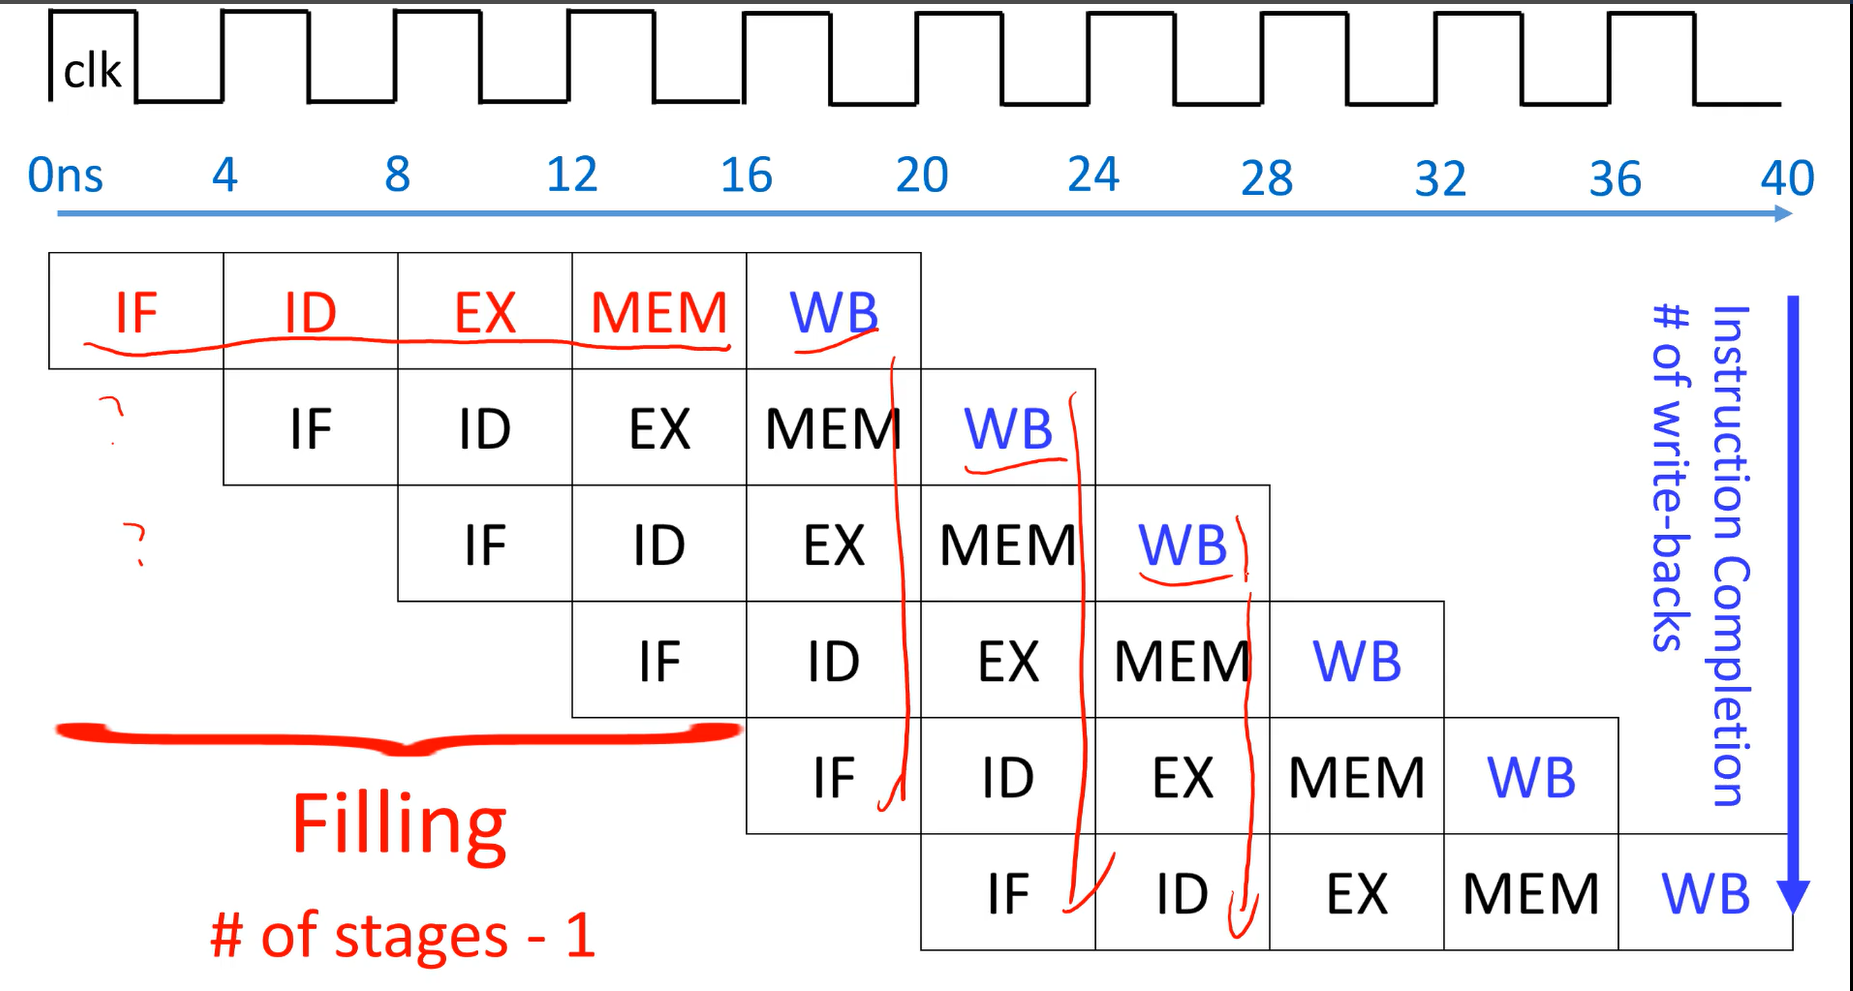 clk
0ns 4 8 12 16 20 24 28 32 36 40
IF ID EX MEM WB
IF ID EX MEM WB
IF ID EX MEM WB
IF ID EX MEM WB
IF ID EX MEM WB
IF ID EX MEM WB
Filling
# of stages - 1
Instruction Completion
# of write-backs